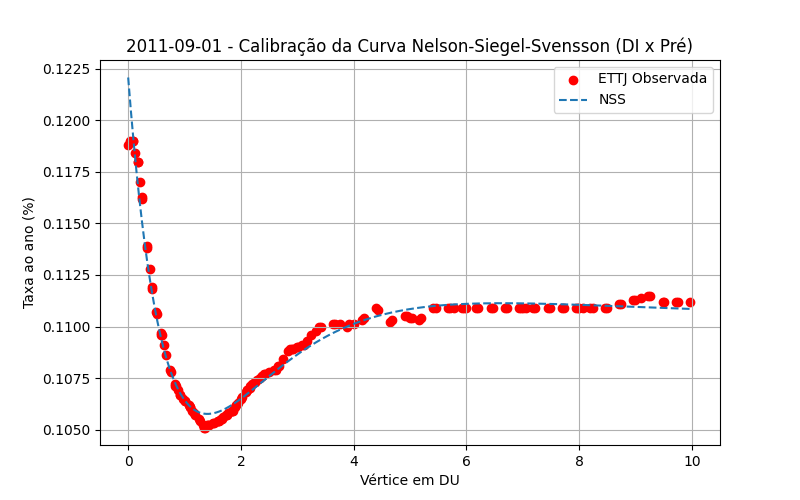 2011-09-01 - Calibração da Curva Nelson-Siegel-Svensson (DI x Pré)
ETTJ Observada
NSS
Taxa ao ano (%)
0.1225
0.1200
0.1175
0.1150
0.1125
0.1100
0.1075
0.1050
0 2 4 6 8 10
Vértice em DU